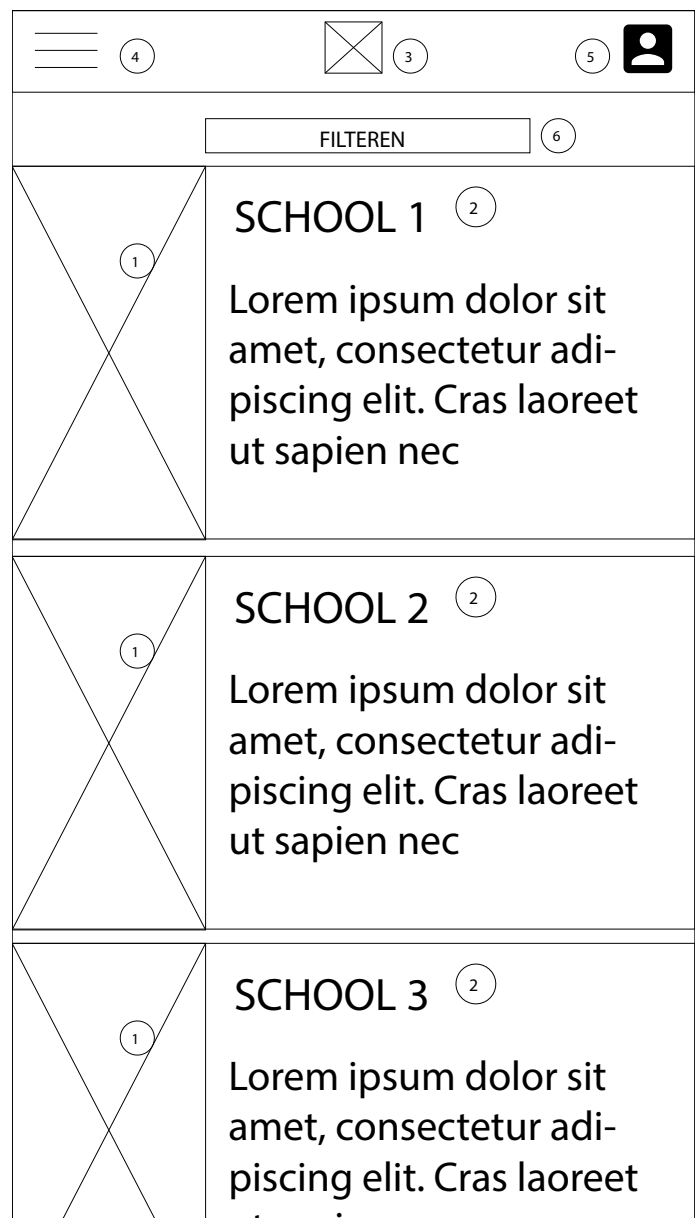 4
3
5
FILTEREN
6
SCHOOL 1
2
1
Lorem ipsum dolor sit
amet, consectetur adi-
piscing elit. Cras laoreet
ut sapien nec
SCHOOL 2
2
1
Lorem ipsum dolor sit
amet, consectetur adi-
piscing elit. Cras laoreet
ut sapien nec
SCHOOL 3
2
1
Lorem ipsum dolor sit
amet, consectetur adi-
piscing elit. Cras laoreet